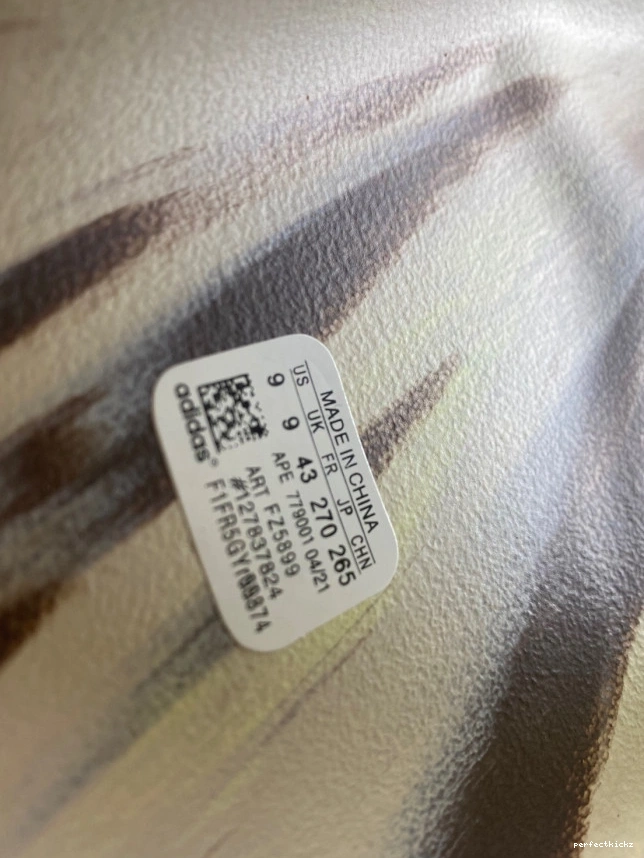 MADE IN CHINA
US UK FR JP CHN
9 9 43 270 265
APE 779001 04/21
ART FZ5899
#127837824
adidas®
perfectkickz